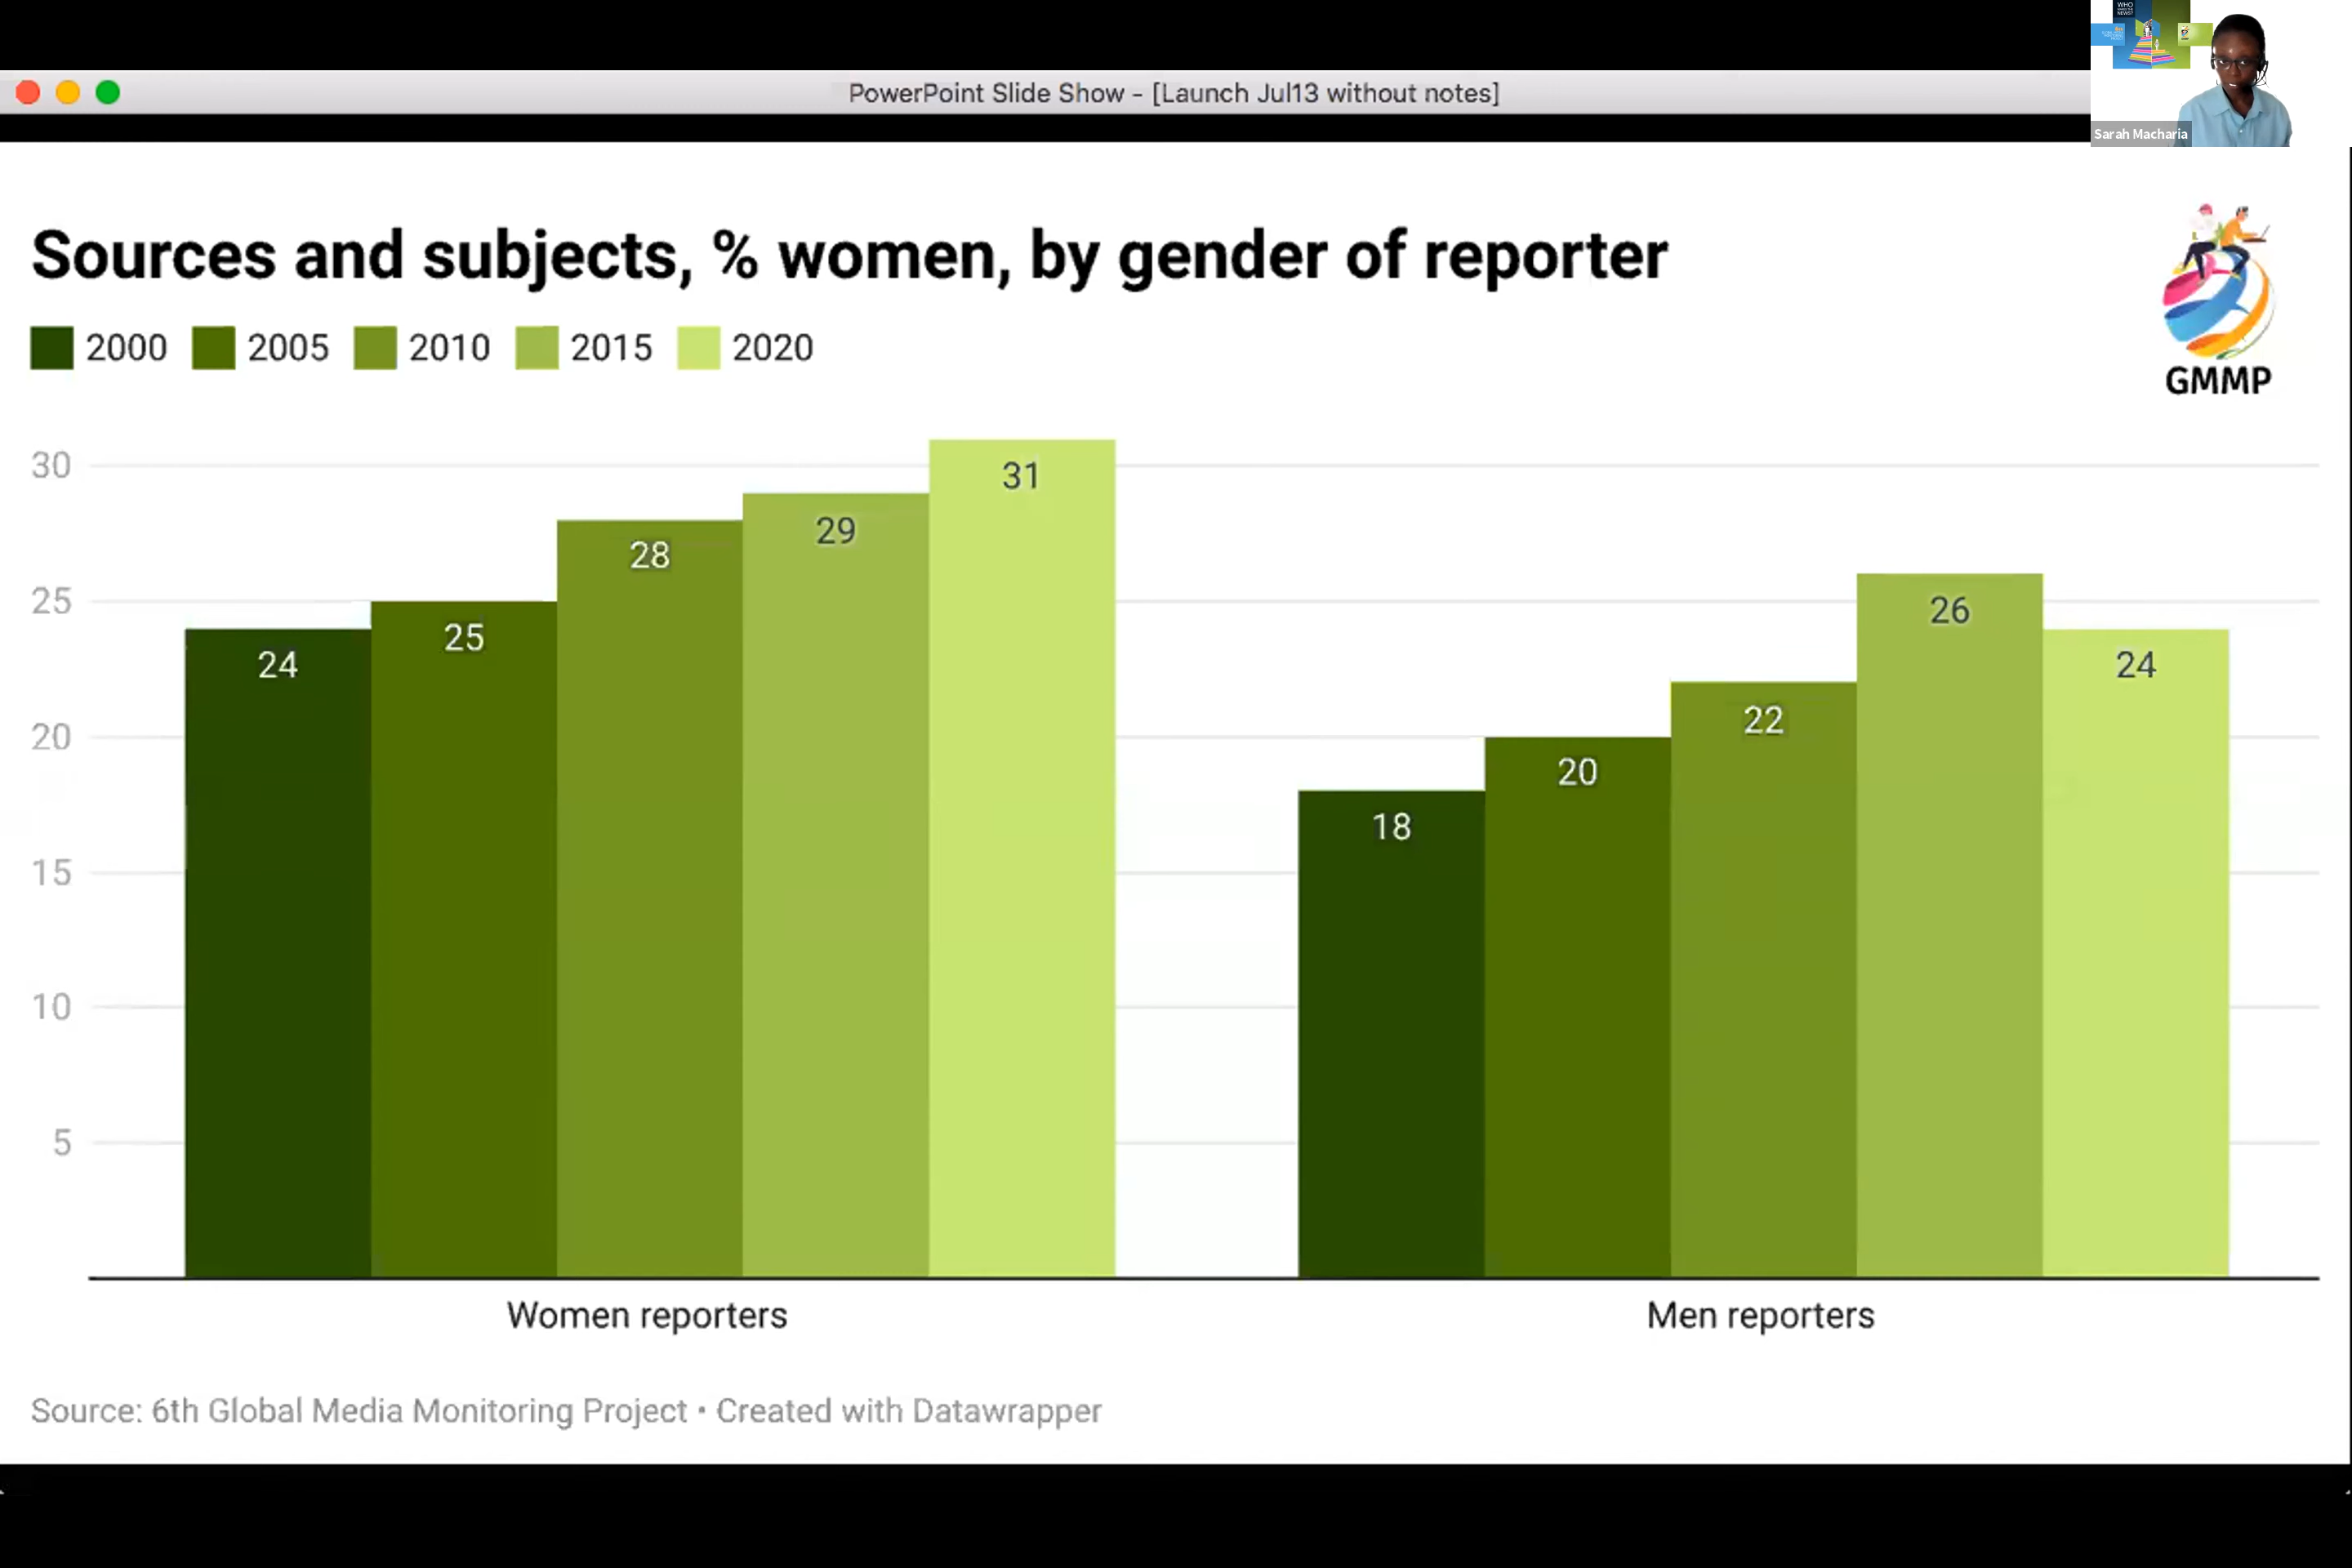 WHO
NEWS?
PowerPoint Slide Show - [Launch Jul13 without notes]
Sarah Macharia
Sources and subjects, % women, by gender of reporter
2000 2005 2010 2015 2020
GMMP
30
25
20
15
10
5
24
25
28
29
31
18
20
22
26
24
Women reporters
Men reporters
Source: 6th Global Media Monitoring Project • Created with Datawrapper